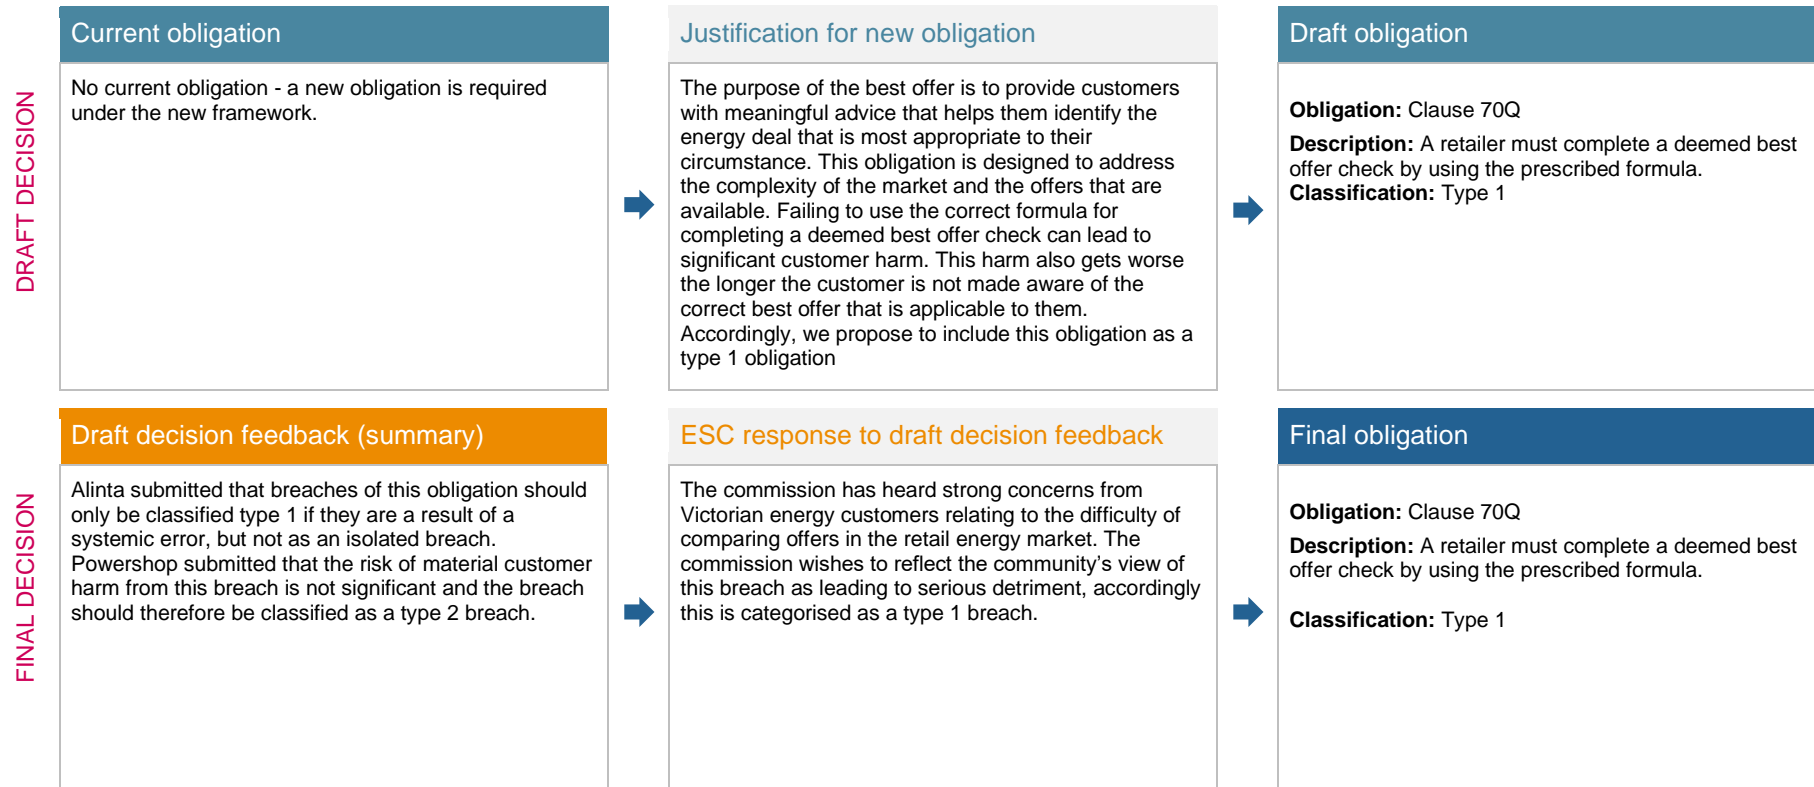 DRAFT DECISION
Current obligation
No current obligation - a new obligation is required
under the new framework.
Justification for new obligation
The purpose of the best offer is to provide customers
with meaningful advice that helps them identify the
energy deal that is most appropriate to their
circumstance. This obligation is designed to address
the complexity of the market and the offers that are
available. Failing to use the correct formula for
completing a deemed best offer check can lead to
significant customer harm. This harm also gets worse
the longer the customer is not made aware of the
correct best offer that is applicable to them.
Accordingly, we propose to include this obligation as a
type 1 obligation
Draft obligation
Obligation: Clause 70Q
Description: A retailer must complete a deemed best
offer check by using the prescribed formula.
Classification: Type 1
FINAL DECISION
Draft decision feedback (summary)
Alinta submitted that breaches of this obligation should
only be classified type 1 if they are a result of a
systemic error, but not as an isolated breach.
Powershop submitted that the risk of material customer
harm from this breach is not significant and the breach
should therefore be classified as a type 2 breach.
ESC response to draft decision feedback
The commission has heard strong concerns from
Victorian energy customers relating to the difficulty of
comparing offers in the retail energy market. The
commission wishes to reflect the community's view of
this breach as leading to serious detriment, accordingly
this is categorised as a type 1 breach.
Final obligation
Obligation: Clause 70Q
Description: A retailer must complete a deemed best
offer check by using the prescribed formula.
Classification: Type 1